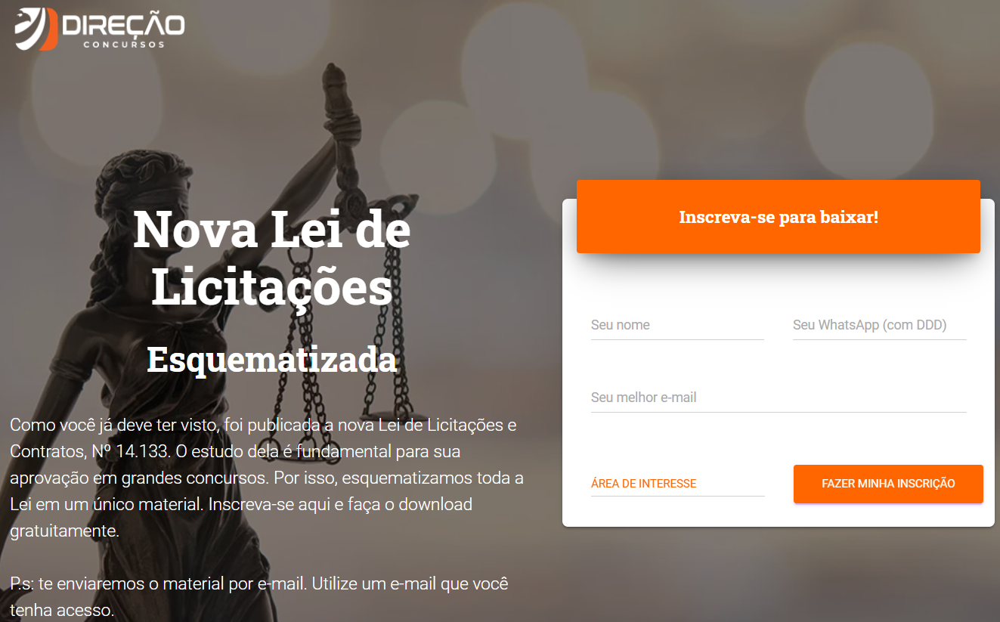 DIREÇÃO
CONCURSOS
Nova Lei de
Licitações
Esquematizada
Como você já deve ter visto, foi publicada a nova Lei de Licitações e
Contratos, Nº 14.133. O estudo dela é fundamental para sua
aprovação em grandes concursos. Por isso, esquematizamos toda a
Lei em um único material. Inscreva-se aqui e faça o download
gratuitamente.
P.s: te enviaremos o material por e-mail. Utilize um e-mail que você
tenha acesso.
Inscreva-se para baixar!
Seu nome
Seu WhatsApp (com DDD)
Seu melhor e-mail
ÁREA DE INTERESSE
FAZER MINHA INSCRIÇÃO